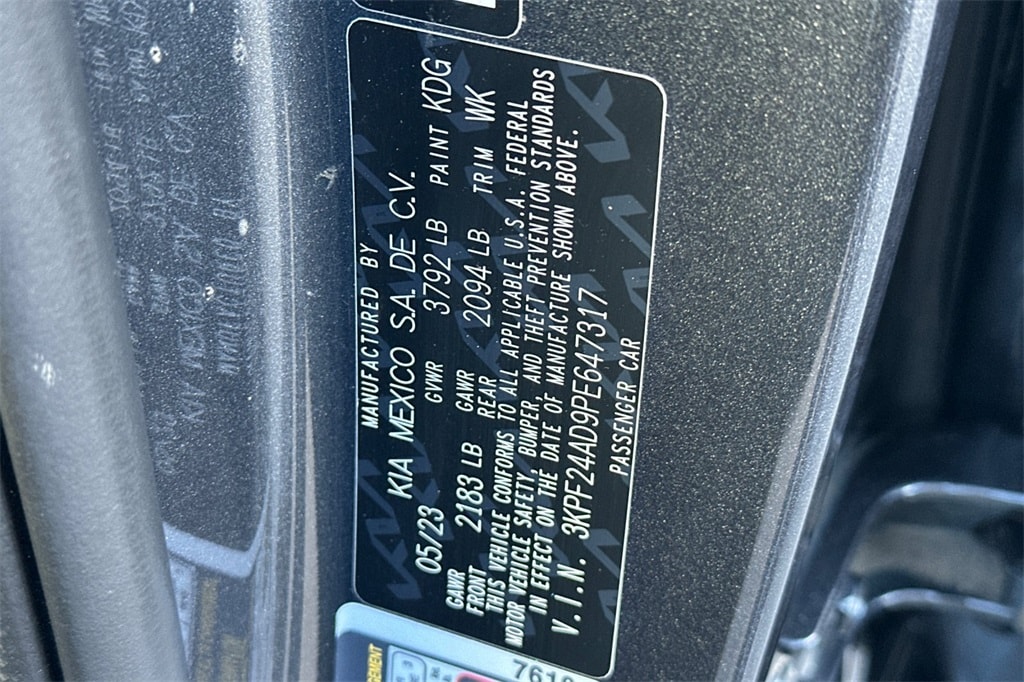 MANUFACTURED BY
KIA MEXICO S.A. DE C.V.
05/23 GVWR 3792 LB PAINT KDG
GAWR FRONT 2183 LB GAWR REAR 2094 LB TRIM WK
THIS VEHICLE CONFORMS TO ALL APPLICABLE U.S.A. FEDERAL
MOTOR VEHICLE SAFETY, BUMPER, AND THEFT PREVENTION STANDARDS
IN EFFECT ON THE DATE OF MANUFACTURE SHOWN ABOVE.
V.I.N. 3KPF24AD9PE647317
PASSENGER CAR